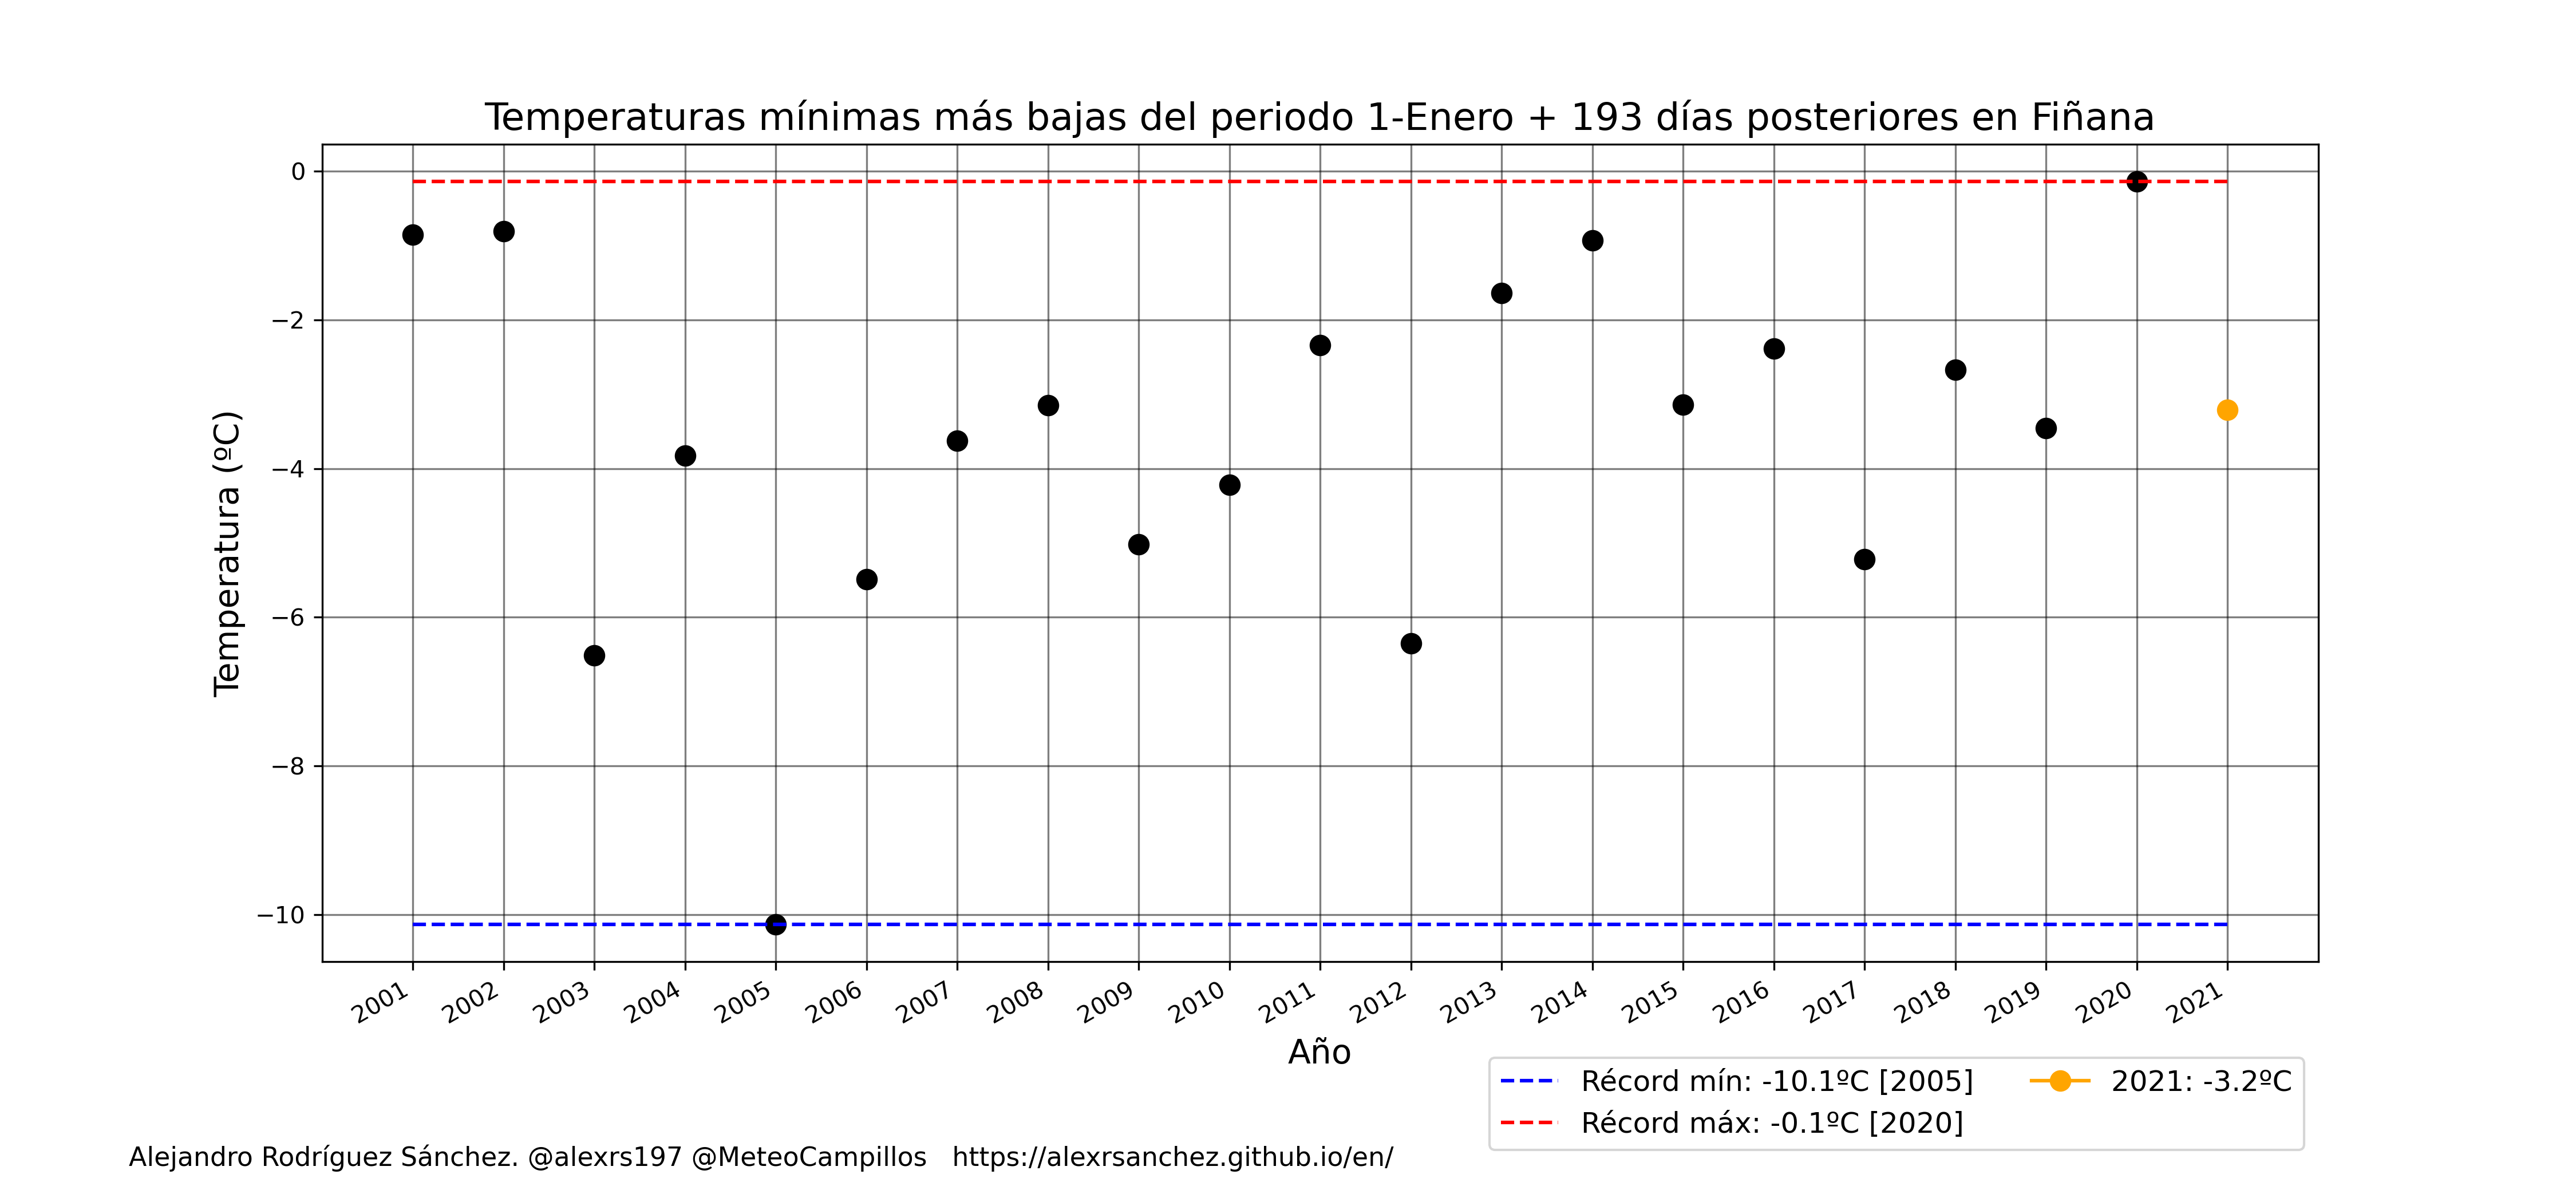 Temperaturas mínimas más bajas del periodo 1-Enero + 193 días posteriores en Fiñana
Temperatura (ºC)
0
−2
−4
−6
−8
−10
2001 2002 2003 2004 2005 2006 2007 2008 2009 2010 2011 2012 2013 2014 2015 2016 2017 2018 2019 2020 2021
Año
Récord mín: -10.1ºC [2005]
Récord máx: -0.1ºC [2020]
2021: -3.2ºC
Alejandro Rodríguez Sánchez. @alexrs197 @MeteoCampillos https://alexrsanchez.github.io/en/